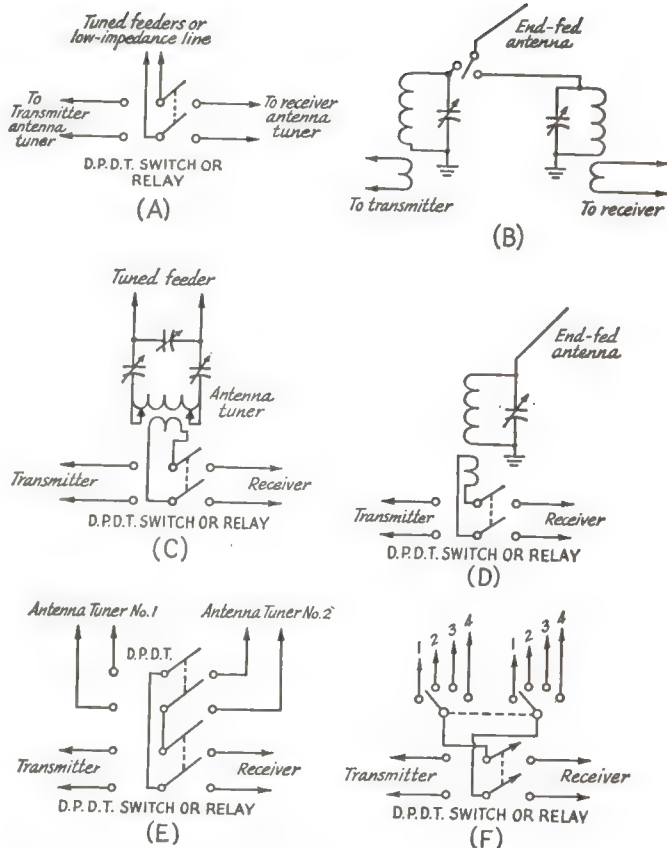 Tuned feeders or
low-impedance line
To
Transmitter
antenna
tuner
To receiver
antenna
tuner
D.P.D.T. SWITCH OR
RELAY
(A)
End-fed
antenna
To transmitter
To receiver
(B)
Tuned feeder
Antenna
tuner
Transmitter
Receiver
D.P.D.T. SWITCH OR RELAY
(C)
End-fed
antenna
Transmitter
Receiver
D.P.D.T. SWITCH OR RELAY
(D)
Antenna Tuner No.1
Antenna Tuner No.2
D.P.D.T.
Transmitter
Receiver
D.P.D.T. SWITCH OR RELAY
(E)
1 2 3 4
1 2 3 4
Transmitter
Receiver
D.P.D.T. SWITCH OR RELAY
(F)